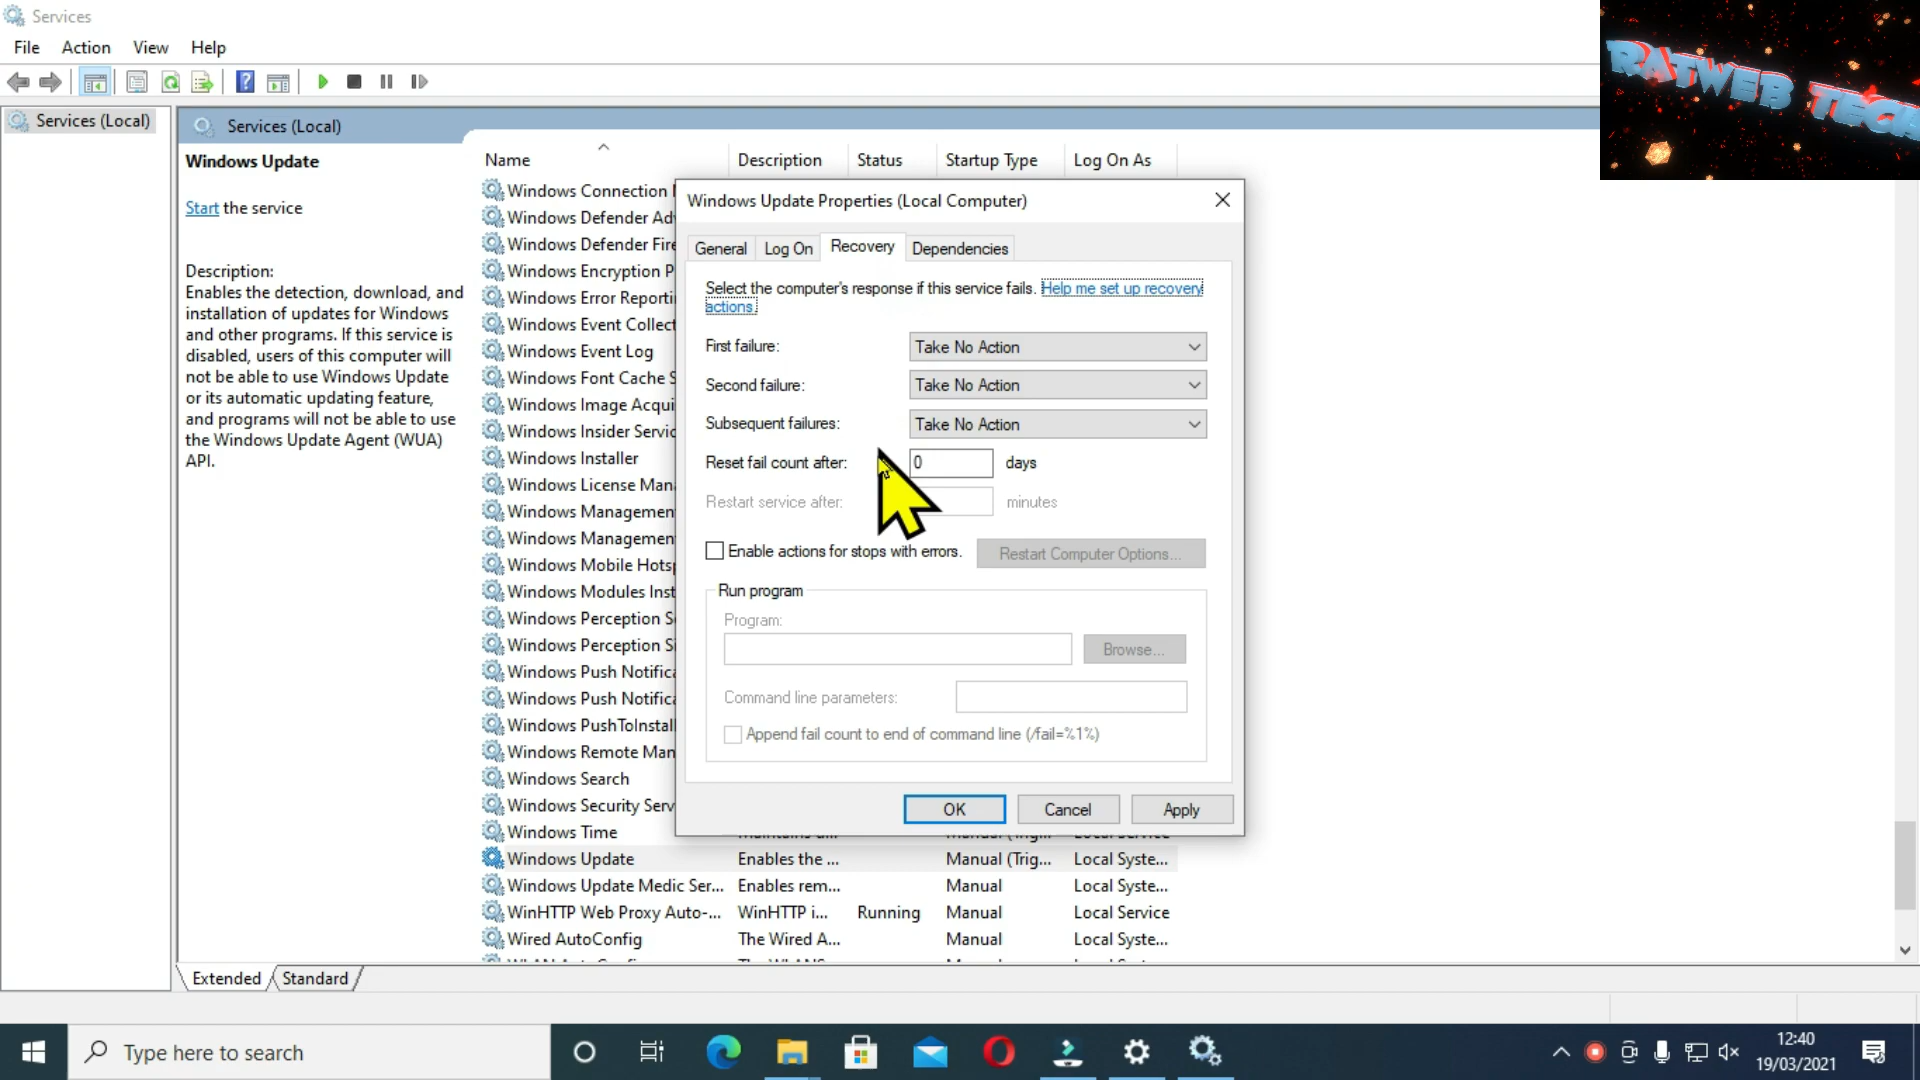 Services
File Action View Help
RATWEB TECH
Services (Local)
Services (Local)
Windows Update
Start the service
Description:
Enables the detection, download, and
installation of updates for Windows
and other programs. If this service is
disabled, users of this computer will
not be able to use Windows Update
or its automatic updating feature,
and programs will not be able to use
the Windows Update Agent (WUA)
API.
Name Description Status Startup Type Log On As
Windows Connection
Windows Defender Ad
Windows Defender Fire
Windows Encryption P
Windows Error Reporti
Windows Event Collect
Windows Event Log
Windows Font Cache S
Windows Image Acqui
Windows Insider Servic
Windows Installer
Windows License Man
Windows Managemen
Windows Managemen
Windows Mobile Hots
Windows Modules Inst
Windows Perception S
Windows Perception Si
Windows Push Notifica
Windows Push Notifica
Windows PushToInstall
Windows Remote Man
Windows Search
Windows Security Serv
Windows Time
Windows Update Enables the ... Manual (Trig... Local Syste...
Windows Update Medic Ser... Enables rem... Manual Local Syste...
WinHTTP Web Proxy Auto-... WinHTTP i... Running Manual Local Service
Wired AutoConfig The Wired A... Manual Local Syste...
Windows Update Properties (Local Computer)
General Log On Recovery Dependencies
Select the computer's response if this service fails. Help me set up recovery
actions.
First failure: Take No Action
Second failure: Take No Action
Subsequent failures: Take No Action
Reset fail count after: 0 days
Restart service after: minutes
Enable actions for stops with errors. Restart Computer Options...
Run program
Program:
Browse...
Command line parameters:
Append fail count to end of command line (/fail=%1%)
OK Cancel Apply
Extended Standard
Type here to search
12:40
19/03/2021